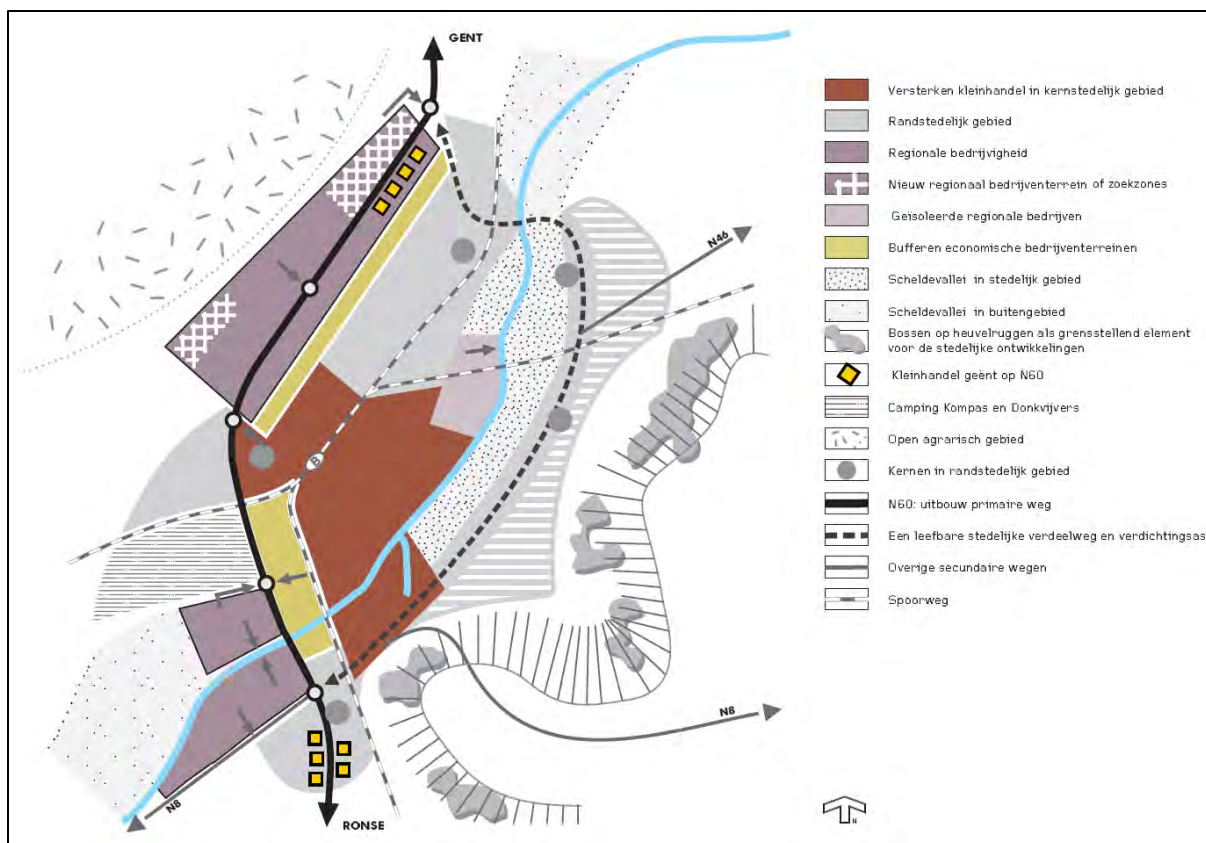 GENT
N46
B
N8
N8
RONSE
Versterken kleinhandel in kernstedelijk gebied
Randstedelijk gebied
Regionale bedrijvigheid
Nieuw regionaal bedrijventerrein of zoekzones
Geïsoleerde regionale bedrijven
Bufferen economische bedrijventerreinen
Scheldevallei in stedelijk gebied
Scheldevallei in buitengebied
Bossen op heuvelruggen als grensstellend element
voor de stedelijke ontwikkelingen
Kleinhandel geënt op N60
Camping Kompas en Donkvijvers
Open agrarisch gebied
Kernen in randstedelijk gebied
N60: uitbouw primaire weg
Een leefbare stedelijke verdeelweg en verdichtingsas
Overige secundaire wegen
Spoorweg
N